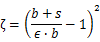 ζ = ( (b + s) / (ϵ · b) − 1 )²